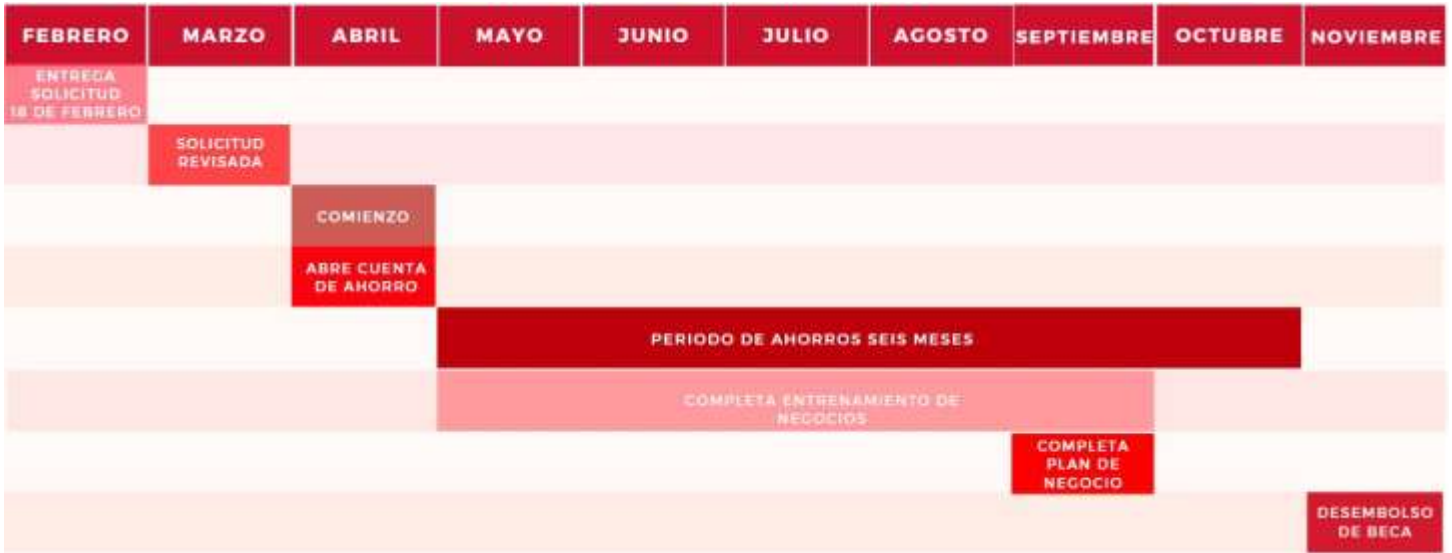 FEBRERO MARZO ABRIL MAYO JUNIO JULIO AGOSTO SEPTIEMBRE OCTUBRE NOVIEMBRE
ENTREGA
SOLICITUD
18 DE FEBRERO
SOLICITUD
REVISADA
COMIENZO
ABRE CUENTA
DE AHORRO
PERIODO DE AHORROS SEIS MESES
COMPLETA ENTRENAMIENTO DE
NEGOCIOS
COMPLETA
PLAN DE
NEGOCIO
DESEMBOLSO
DE BECA